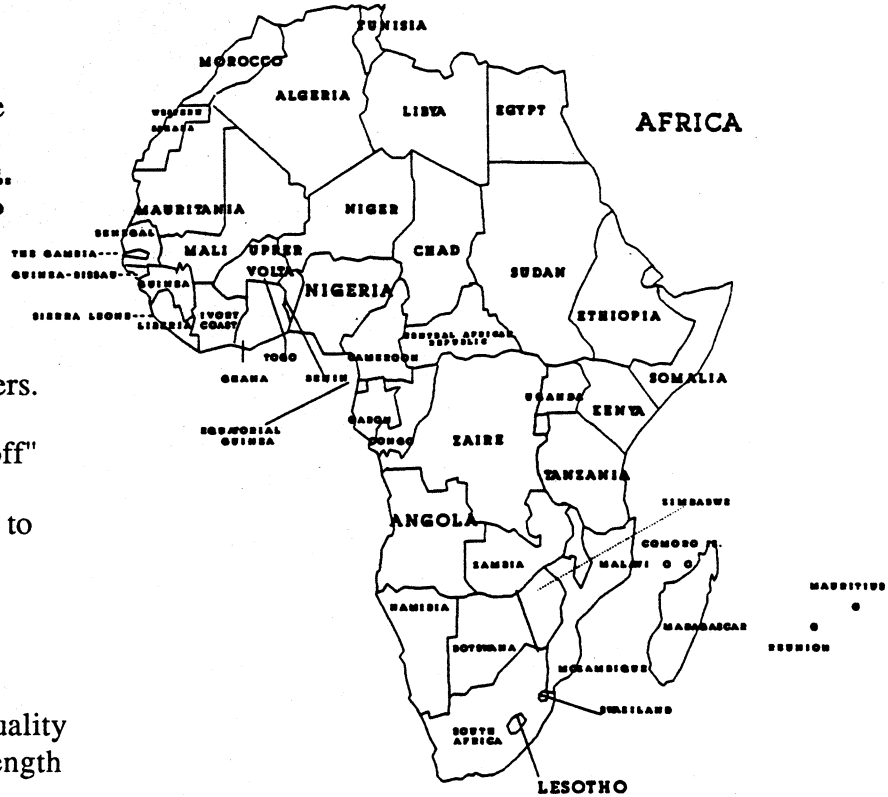 TUNISIA
MOROCCO
ALGERIA
LIBYA
EGYPT
AFRICA
WESTERN
SAHARA
MAURITANIA
NIGER
SENEGAL
MALI
UPPER
VOLTA
CHAD
SUDAN
THE GAMBIA
GUINEA-BISSAU
GUINEA
NIGERIA
SIERRA LEONE
LIBERIA
IVORY
COAST
ETHIOPIA
CENTRAL AFRICAN
REPUBLIC
TOGO
CAMEROON
GHANA
BENIN
SOMALIA
ers.
UGANDA
KENYA
EQUATORIAL
GUINEA
GABON
CONGO
ZAIRE
off"
TANZANIA
ZIMBABWE
ANGOLA
to
COMORO IS.
ZAMBIA
MALAWI
MAURITIUS
NAMIBIA
MADAGASCAR
REUNION
BOTSWANA
MOZAMBIQUE
SWAZILAND
uality
SOUTH
AFRICA
ength
LESOTHO